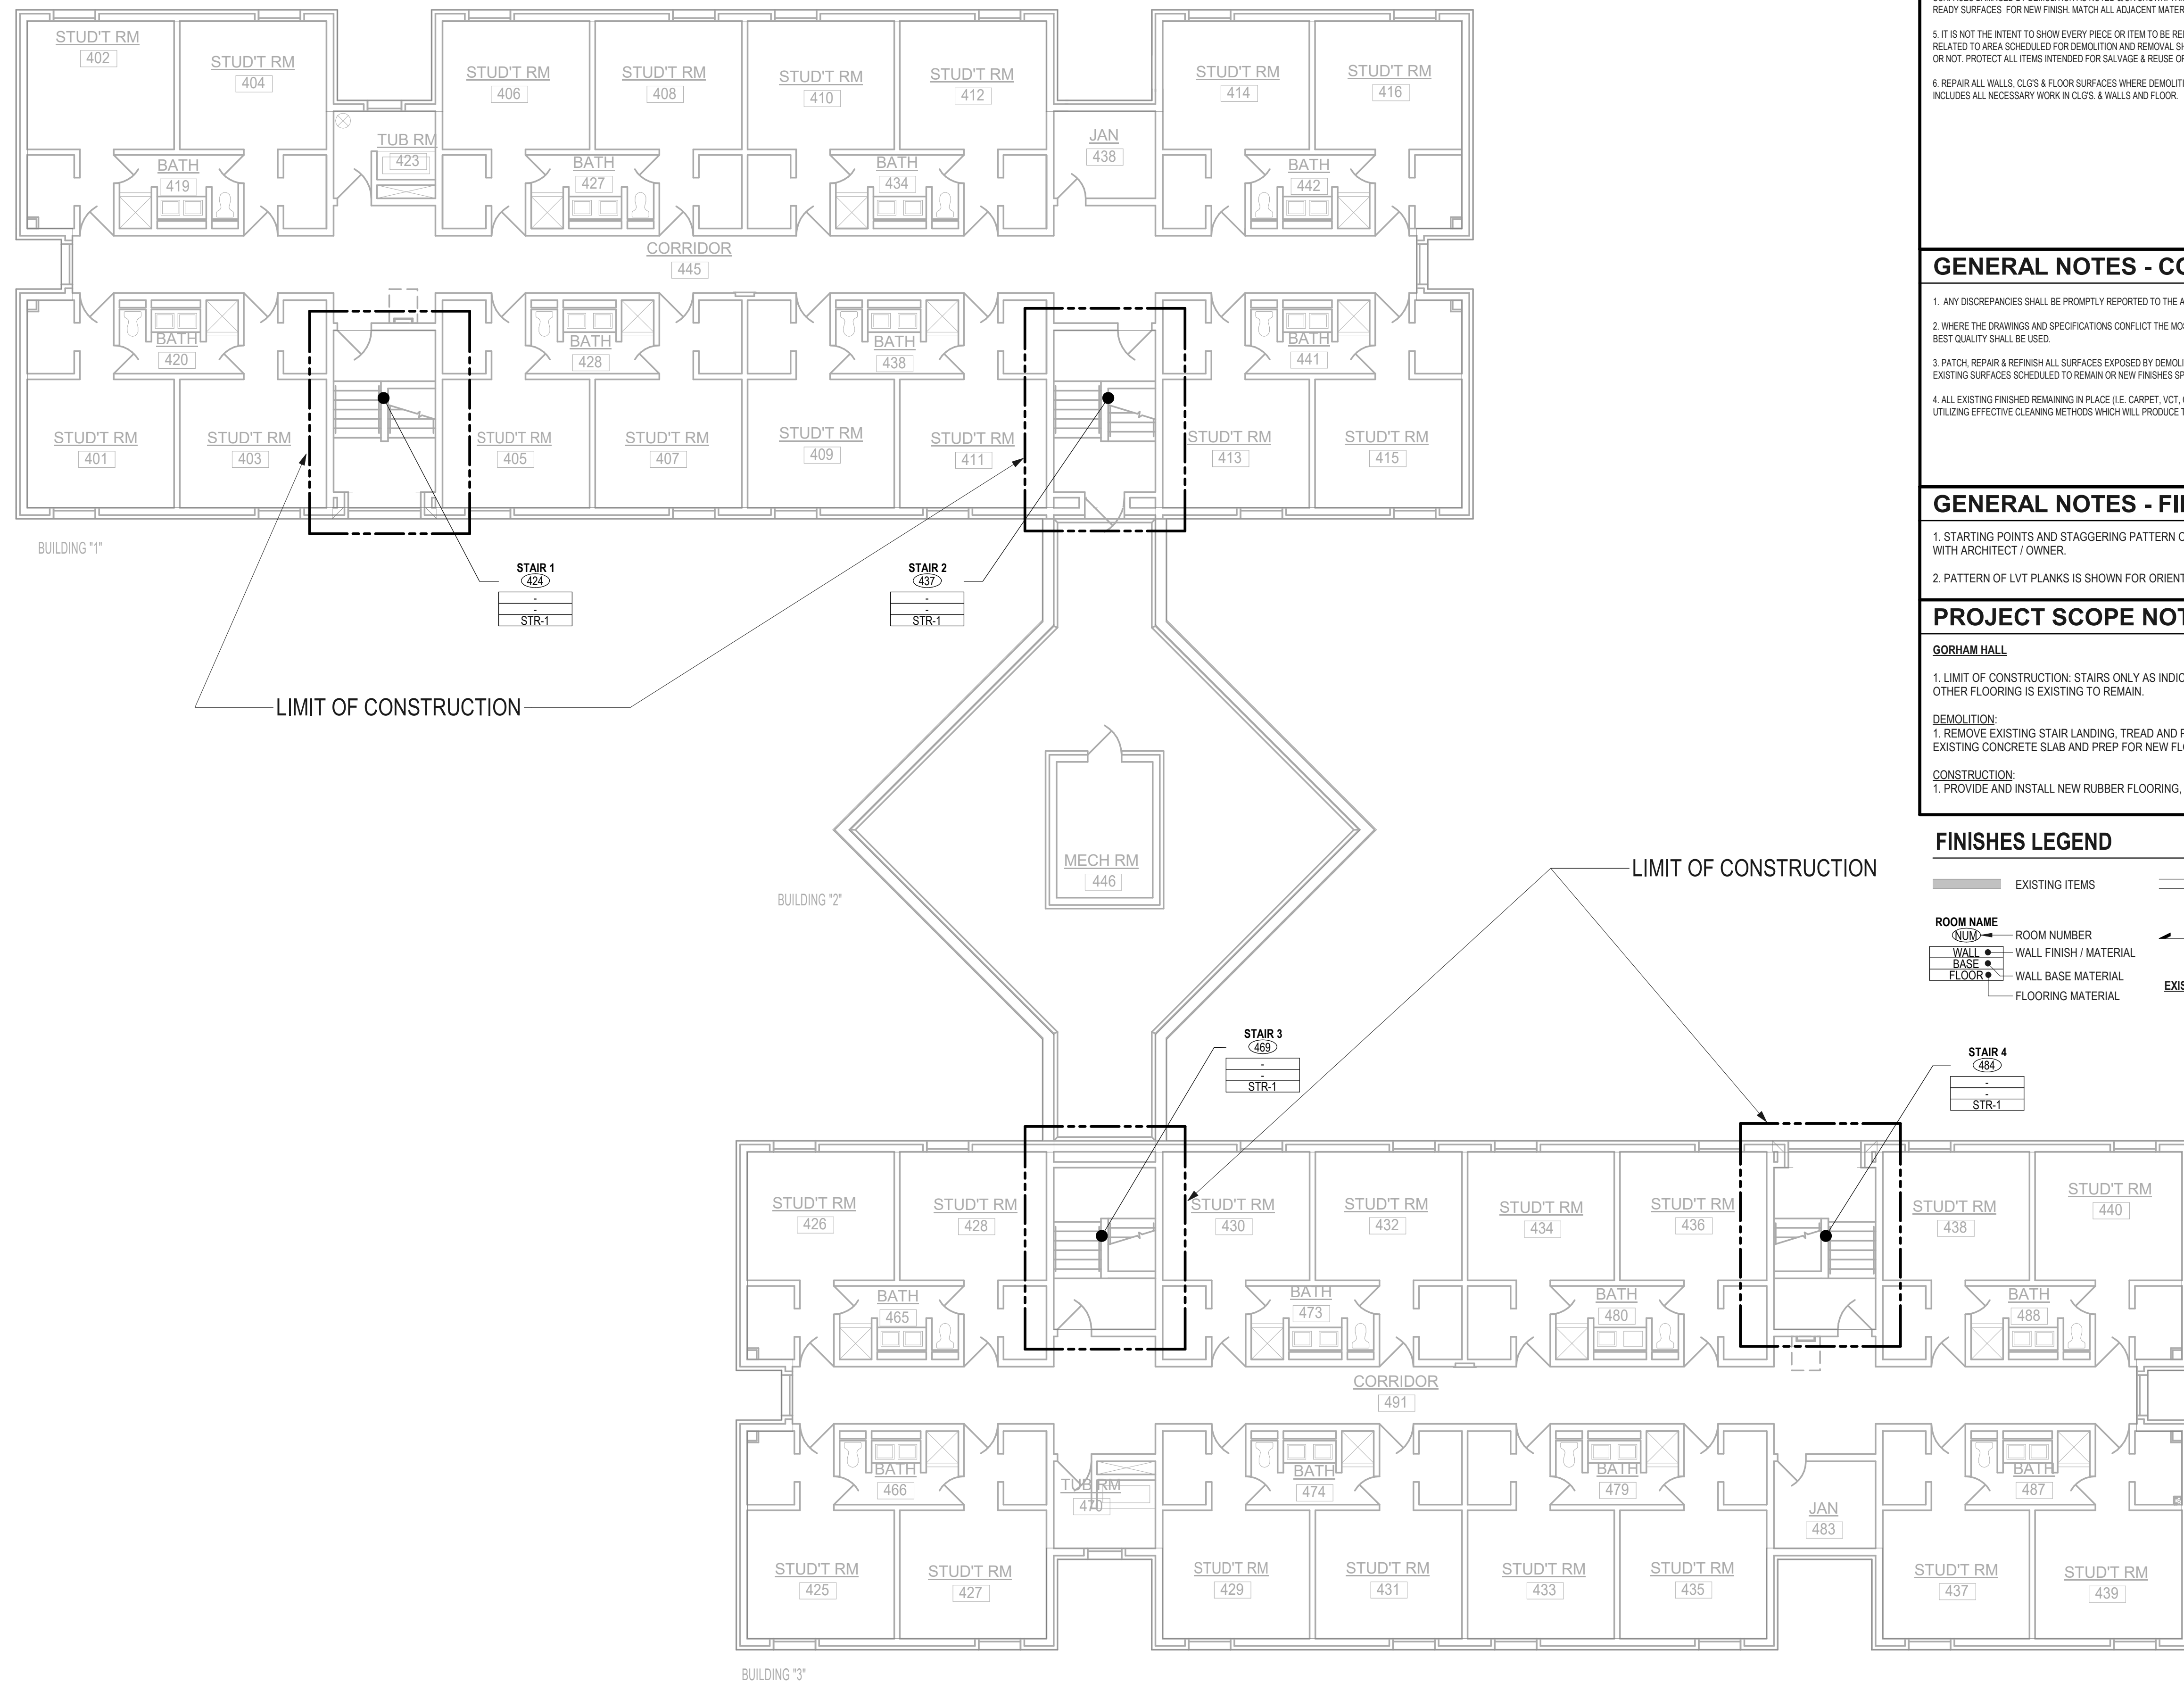 STUD'T RM
402
STUD'T RM
404
STUD'T RM
406
STUD'T RM
408
STUD'T RM
410
STUD'T RM
412
STUD'T RM
414
STUD'T RM
416
TUB RM
423
JAN
438
BATH
419
BATH
427
BATH
434
BATH
442
CORRIDOR
445
BATH
420
BATH
428
BATH
438
BATH
441
STUD'T RM
401
STUD'T RM
403
STUD'T RM
405
STUD'T RM
407
STUD'T RM
409
STUD'T RM
411
STUD'T RM
413
STUD'T RM
415
BUILDING "1"
STAIR 1
424
-
-
STR-1
STAIR 2
437
-
-
STR-1
LIMIT OF CONSTRUCTION
MECH RM
446
BUILDING "2"
LIMIT OF CONSTRUCTION
STAIR 3
469
-
-
STR-1
STAIR 4
484
-
-
STR-1
STUD'T RM
426
STUD'T RM
428
STUD'T RM
430
STUD'T RM
432
STUD'T RM
434
STUD'T RM
436
STUD'T RM
438
STUD'T RM
440
BATH
465
BATH
473
BATH
480
BATH
488
CORRIDOR
491
BATH
466
TUB RM
470
BATH
474
BATH
479
JAN
483
BATH
487
STUD'T RM
425
STUD'T RM
427
STUD'T RM
429
STUD'T RM
431
STUD'T RM
433
STUD'T RM
435
STUD'T RM
437
STUD'T RM
439
BUILDING "3"
READY SURFACES FOR NEW FINISH. MATCH ALL ADJACENT MATER
5. IT IS NOT THE INTENT TO SHOW EVERY PIECE OR ITEM TO BE RE
RELATED TO AREA SCHEDULED FOR DEMOLITION AND REMOVAL SH
OR NOT. PROTECT ALL ITEMS INTENDED FOR SALVAGE & REUSE OR
6. REPAIR ALL WALLS, CLG'S & FLOOR SURFACES WHERE DEMOLITI
INCLUDES ALL NECESSARY WORK IN CLG'S. & WALLS AND FLOOR.
GENERAL NOTES - CO
1. ANY DISCREPANCIES SHALL BE PROMPTLY REPORTED TO THE A
2. WHERE THE DRAWINGS AND SPECIFICATIONS CONFLICT THE MOS
BEST QUALITY SHALL BE USED.
3. PATCH, REPAIR & REFINISH ALL SURFACES EXPOSED BY DEMOLI
EXISTING SURFACES SCHEDULED TO REMAIN OR NEW FINISHES SP
4. ALL EXISTING FINISHED REMAINING IN PLACE (I.E. CARPET, VCT,
UTILIZING EFFECTIVE CLEANING METHODS WHICH WILL PRODUCE T
GENERAL NOTES - FI
1. STARTING POINTS AND STAGGERING PATTERN O
WITH ARCHITECT / OWNER.
2. PATTERN OF LVT PLANKS IS SHOWN FOR ORIENT
PROJECT SCOPE NOT
GORHAM HALL
1. LIMIT OF CONSTRUCTION: STAIRS ONLY AS INDIC
OTHER FLOORING IS EXISTING TO REMAIN.
DEMOLITION:
1. REMOVE EXISTING STAIR LANDING, TREAD AND R
EXISTING CONCRETE SLAB AND PREP FOR NEW FLO
CONSTRUCTION:
1. PROVIDE AND INSTALL NEW RUBBER FLOORING,
FINISHES LEGEND
EXISTING ITEMS
ROOM NAME
NUM
ROOM NUMBER
WALL
WALL FINISH / MATERIAL
BASE
WALL BASE MATERIAL
FLOOR
FLOORING MATERIAL
EXIS